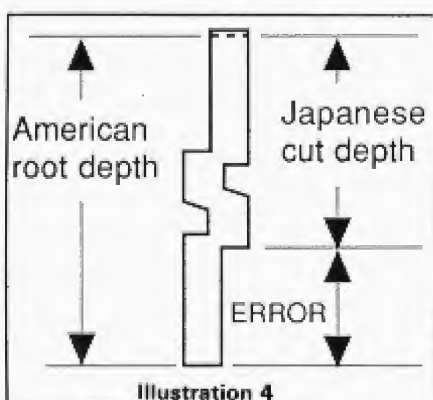 American
root depth
Japanese
cut depth
ERROR
Illustration 4